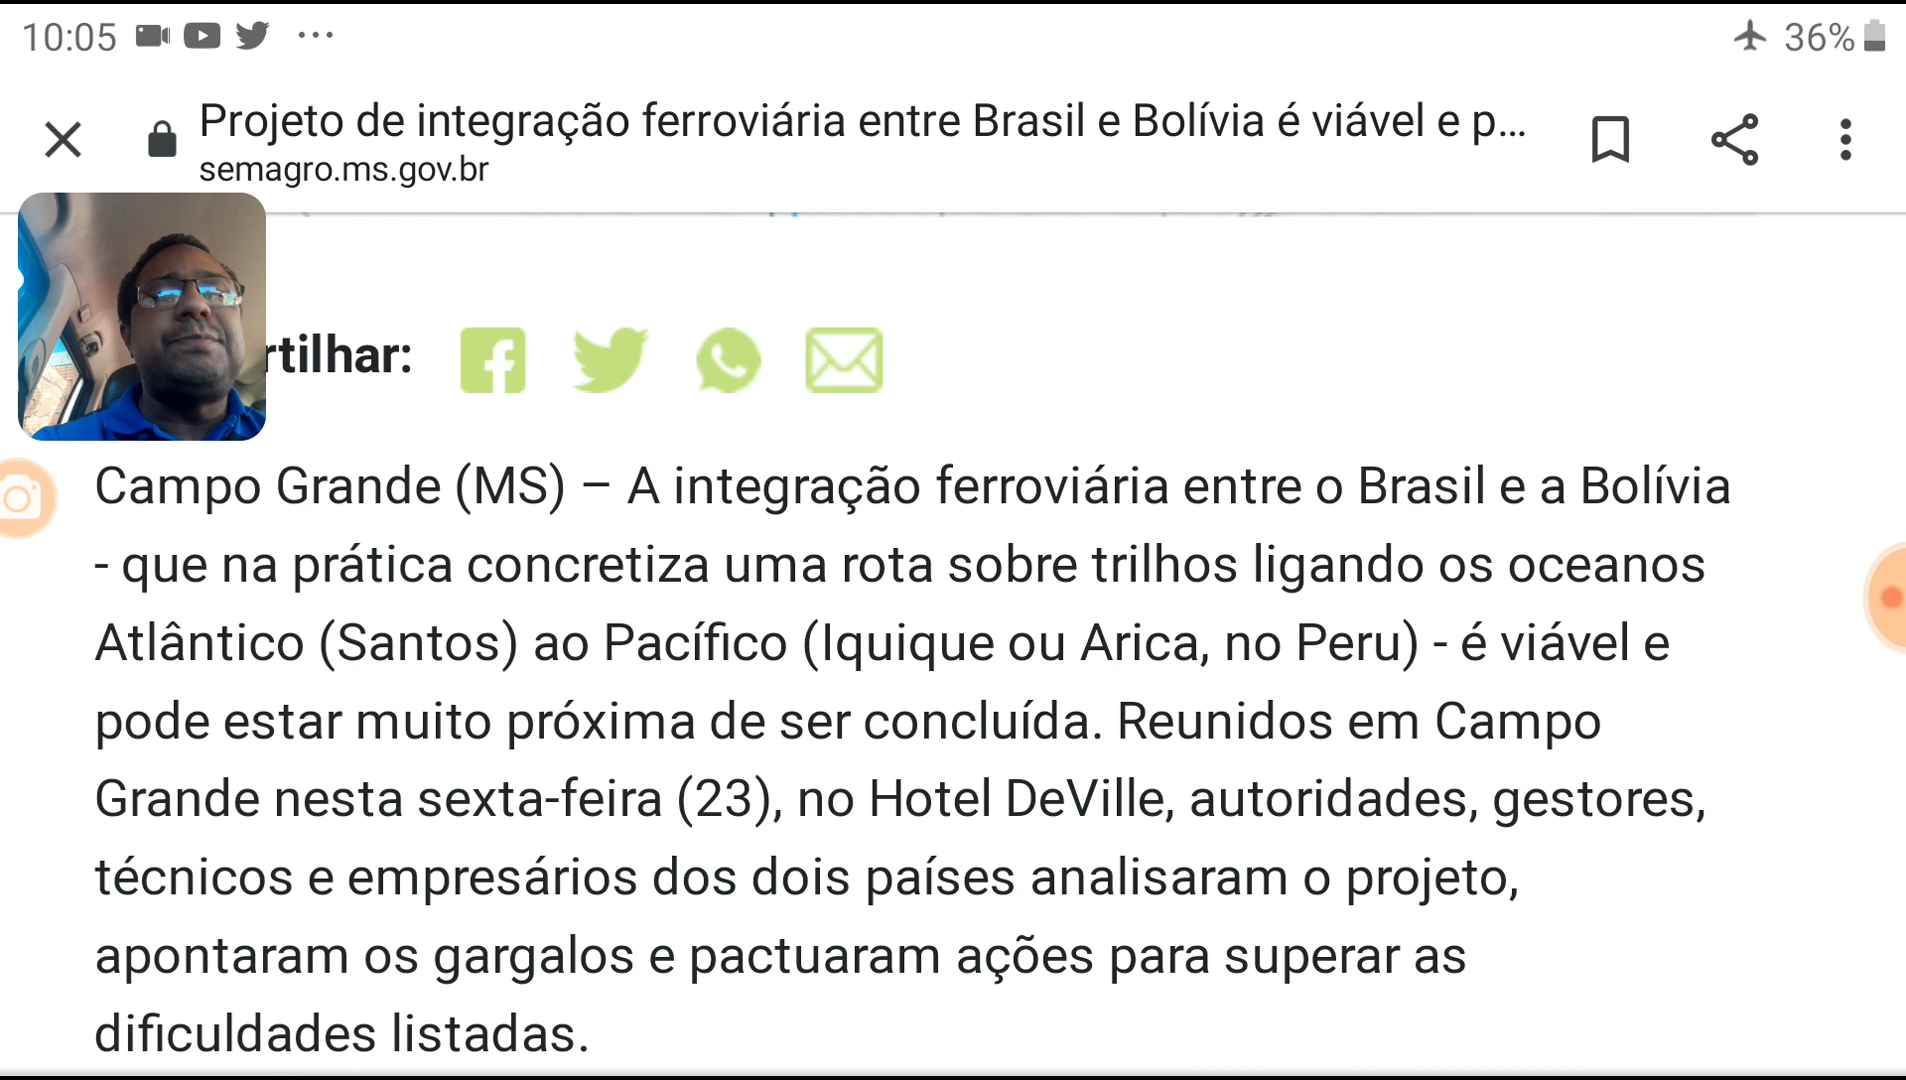 10:05
36%
Projeto de integração ferroviária entre Brasil e Bolívia é viável e p...
semagro.ms.gov.br
rtilhar:
Campo Grande (MS) – A integração ferroviária entre o Brasil e a Bolívia
- que na prática concretiza uma rota sobre trilhos ligando os oceanos
Atlântico (Santos) ao Pacífico (Iquique ou Arica, no Peru) - é viável e
pode estar muito próxima de ser concluída. Reunidos em Campo
Grande nesta sexta-feira (23), no Hotel DeVille, autoridades, gestores,
técnicos e empresários dos dois países analisaram o projeto,
apontaram os gargalos e pactuaram ações para superar as
dificuldades listadas.